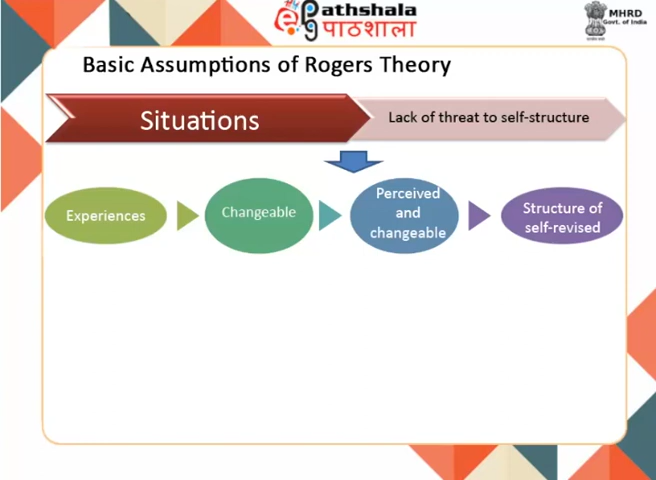 ePathshala
पाठशाला
MHRD
Govt. of India
Basic Assumptions of Rogers Theory
Situations
Lack of threat to self-structure
Experiences
Changeable
Perceived
and
changeable
Structure of
self-revised